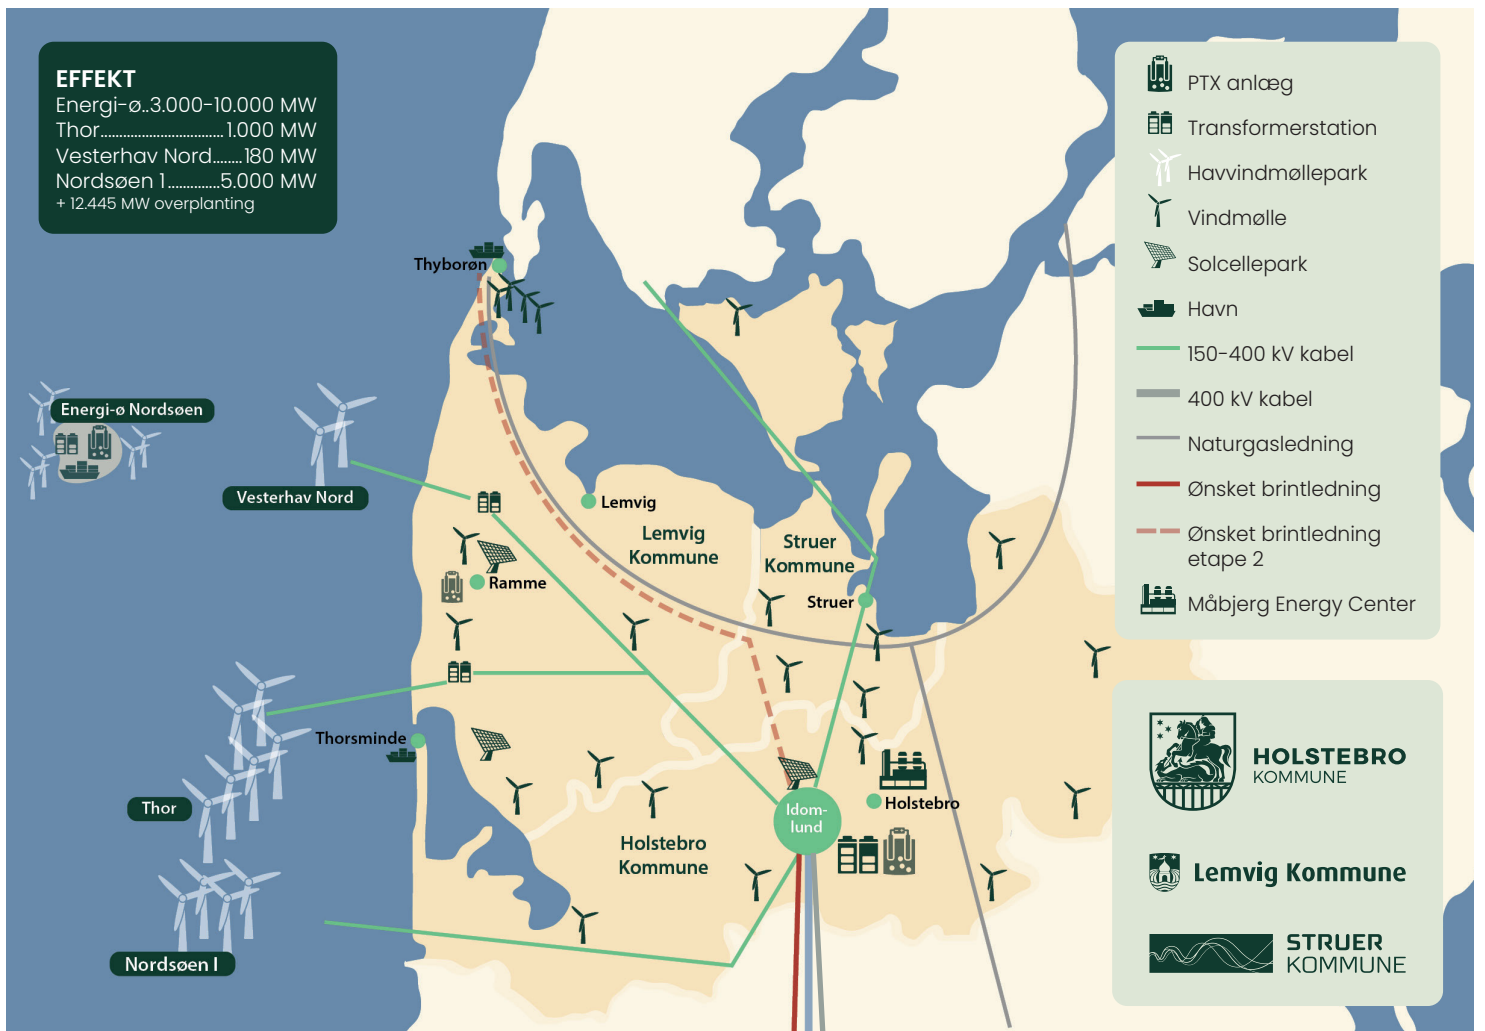 EFFEKT
Energi-ø..3.000-10.000 MW
Thor................................1.000 MW
Vesterhav Nord........180 MW
Nordsøen 1..............5.000 MW
+ 12.445 MW overplanting
PTX anlæg
Transformerstation
Havvindmøllepark
Vindmølle
Solcellepark
Havn
150-400 kV kabel
400 kV kabel
Naturgasledning
Ønsket brintledning
Ønsket brintledning
etape 2
Måbjerg Energy Center
Thyborøn
Energi-ø Nordsøen
Vesterhav Nord
Lemvig
Lemvig
Kommune
Struer
Kommune
Ramme
Struer
Thorsminde
Thor
Idom-
lund
Holstebro
Holstebro
Kommune
Nordsøen I
HOLSTEBRO
KOMMUNE
Lemvig Kommune
STRUER
KOMMUNE